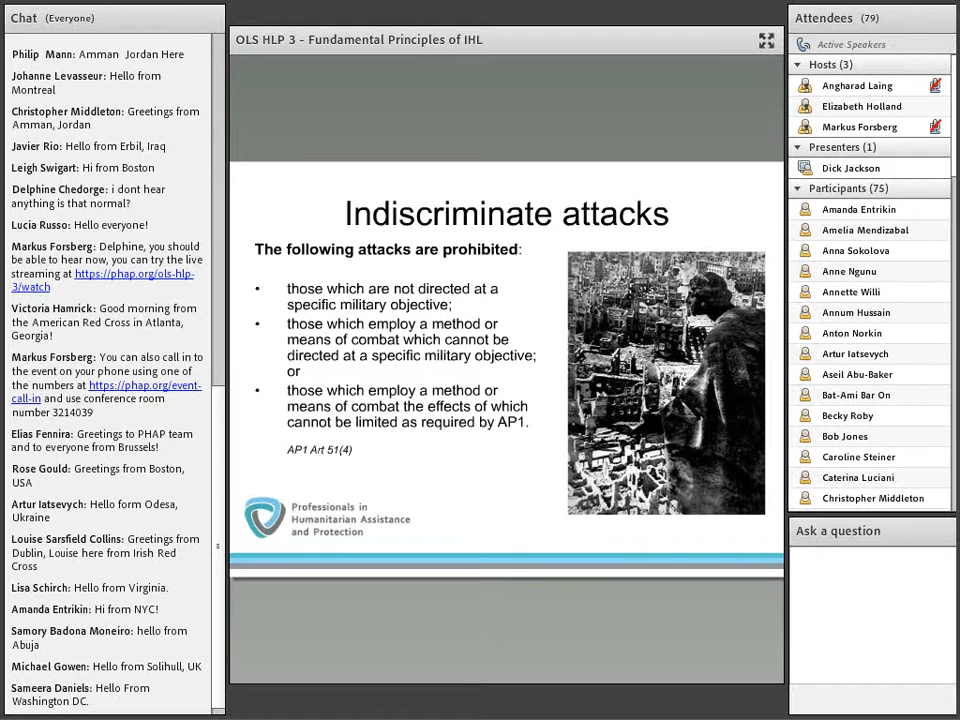 Chat (Everyone)
Philip Mann: Amman Jordan Here
Johanne Levasseur: Hello from
Montreal
Christopher Middleton: Greetings from
Amman, Jordan
Javier Rio: Hello from Erbil, Iraq
Leigh Swigart: Hi from Boston
Delphine Chedorge: i dont hear
anything is that normal?
Lucia Russo: Hello everyone!
Markus Forsberg: Delphine, you should
be able to hear now, you can try the live
streaming at https://phap.org/ols-hlp-
3/watch
Victoria Hamrick: Good morning from
the American Red Cross in Atlanta,
Georgia!
Markus Forsberg: You can also call in to
the event on your phone using one of
the numbers at https://phap.org/event-
call-in and use conference room
number 3214039
Elias Fennira: Greetings to PHAP team
and to everyone from Brussels!
Rose Gould: Greetings from Boston,
USA
Artur Iatsevych: Hello form Odesa,
Ukraine
Louise Sarsfield Collins: Greetings from
Dublin, Louise here from Irish Red
Cross
Lisa Schirch: Hello from Virginia.
Amanda Entrikin: Hi from NYC!
Samory Badona Moneiro: hello from
Abuja
Michael Gowen: Hello from Solihull, UK
Sameera Daniels: Hello From
Washington DC.
OLS HLP 3 - Fundamental Principles of IHL
Indiscriminate attacks
The following attacks are prohibited:
• those which are not directed at a
specific military objective;
• those which employ a method or
means of combat which cannot be
directed at a specific military objective;
or
• those which employ a method or
means of combat the effects of which
cannot be limited as required by AP1.
AP1 Art 51(4)
Professionals in
Humanitarian Assistance
and Protection
Attendees (79)
Active Speakers
Hosts (3)
Angharad Laing
Elizabeth Holland
Markus Forsberg
Presenters (1)
Dick Jackson
Participants (75)
Amanda Entrikin
Amelia Mendizabal
Anna Sokolova
Anne Ngunu
Annette Willi
Annum Hussain
Anton Norkin
Artur Iatsevych
Aseil Abu-Baker
Bat-Ami Bar On
Becky Roby
Bob Jones
Caroline Steiner
Caterina Luciani
Christopher Middleton
Ask a question